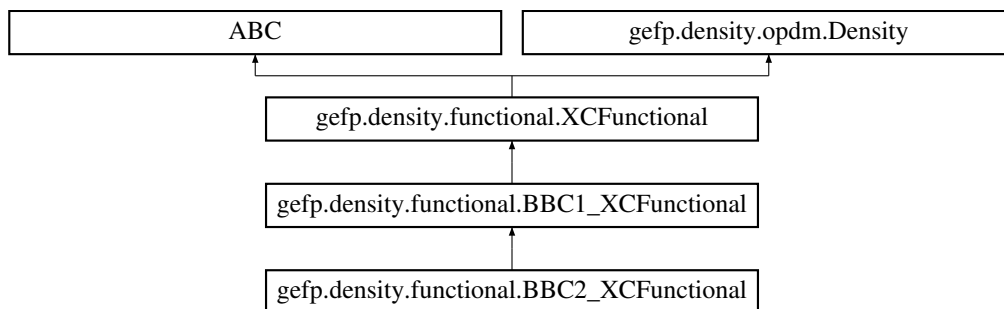 ABC
gefp.density.opdm.Density
gefp.density.functional.XCFunctional
gefp.density.functional.BBC1_XCFunctional
gefp.density.functional.BBC2_XCFunctional